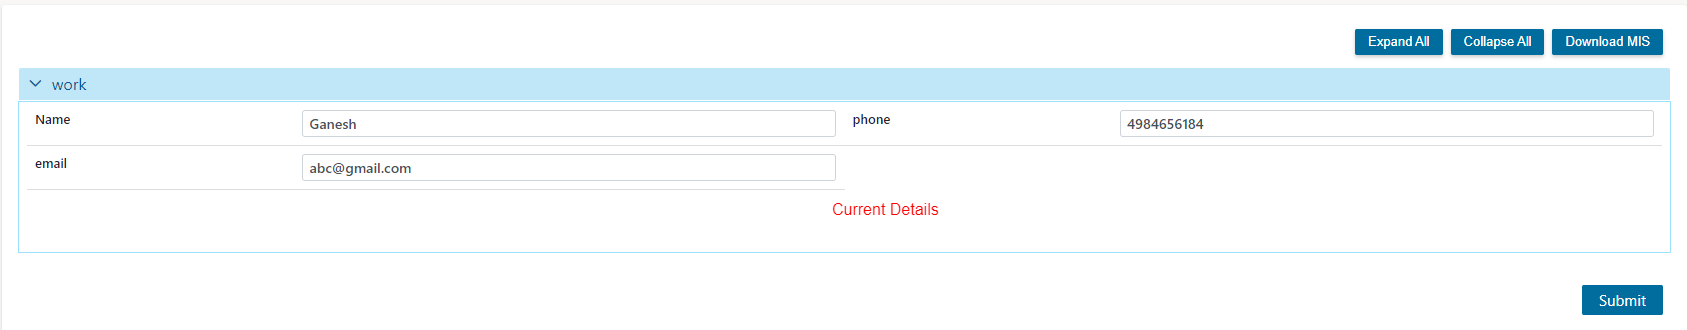 Expand All Collapse All Download MIS
work
Name Ganesh phone 4984656184
email abc@gmail.com
Current Details
Submit